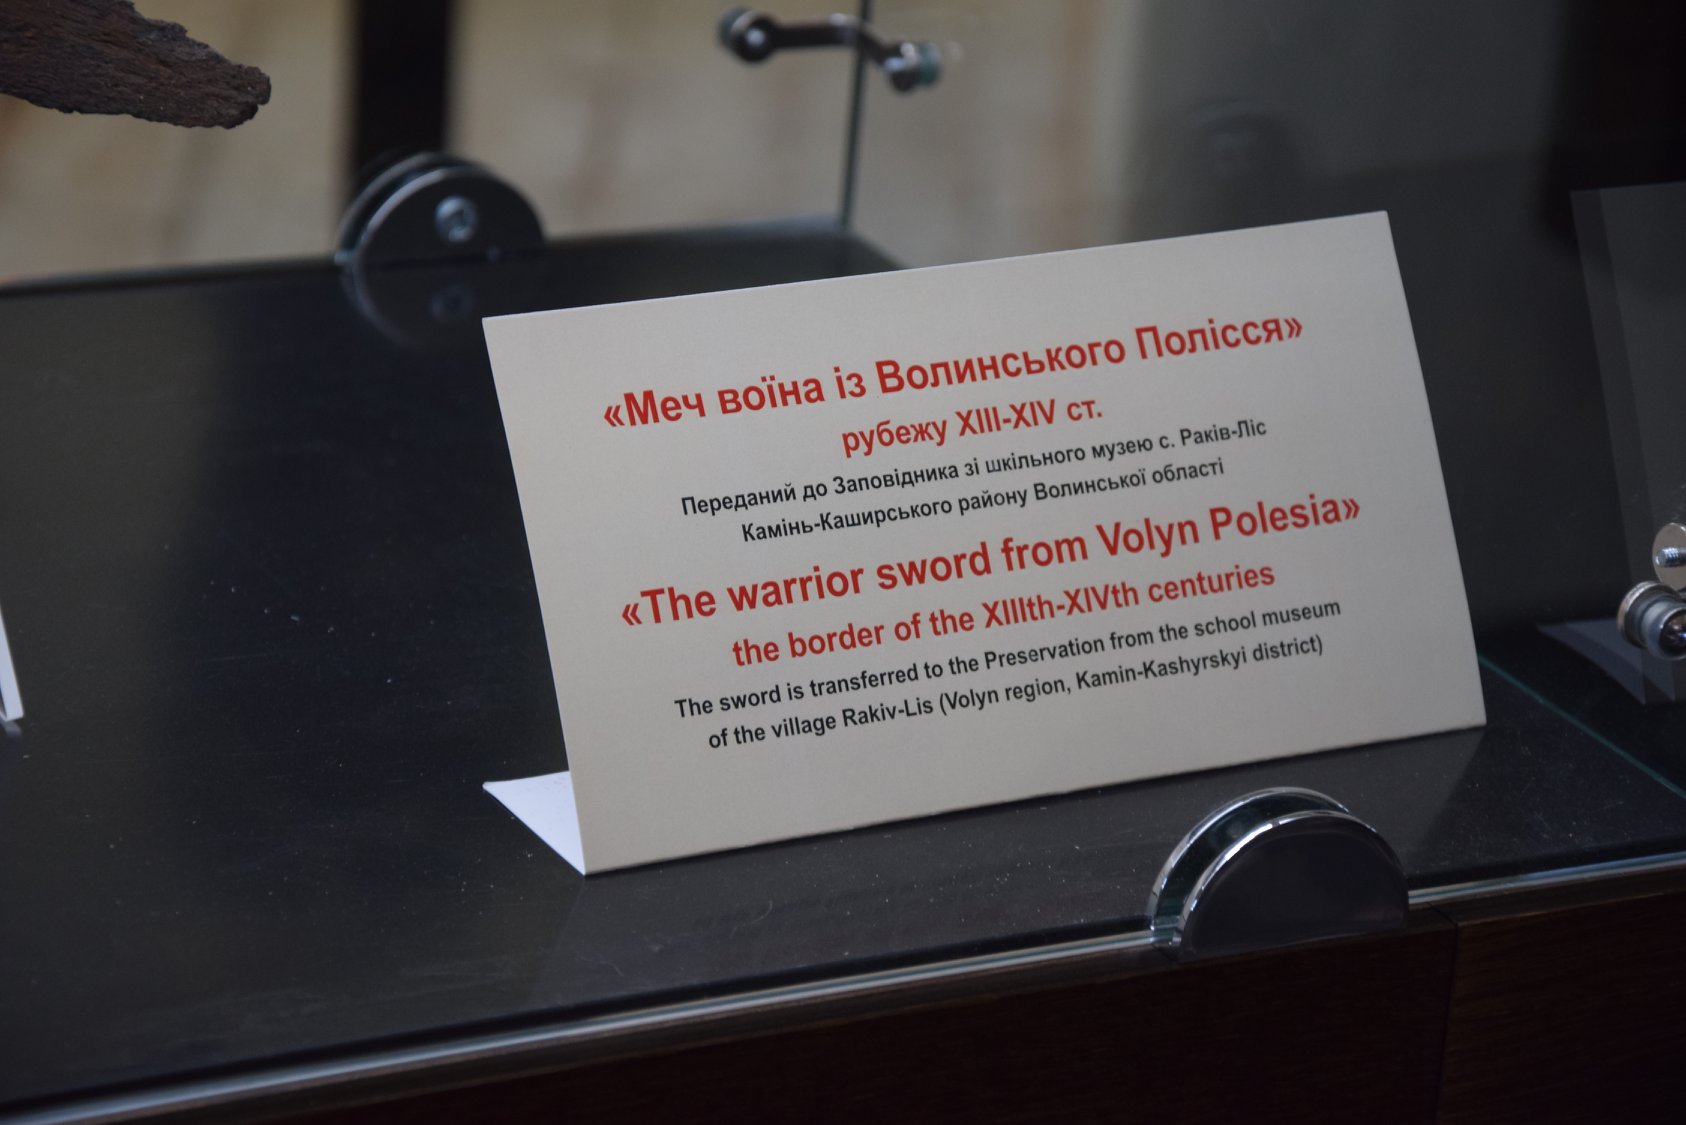 «Меч воїна із Волинського Полісся»
рубежу XIII-XIV ст.
Переданий до Заповідника зі шкільного музею с. Раків-Ліс
Камінь-Каширського району Волинської області
«The warrior sword from Volyn Polesia»
the border of the XIIIth-XIVth centuries
The sword is transferred to the Preservation from the school museum
of the village Rakiv-Lis (Volyn region, Kamin-Kashyrskyi district)